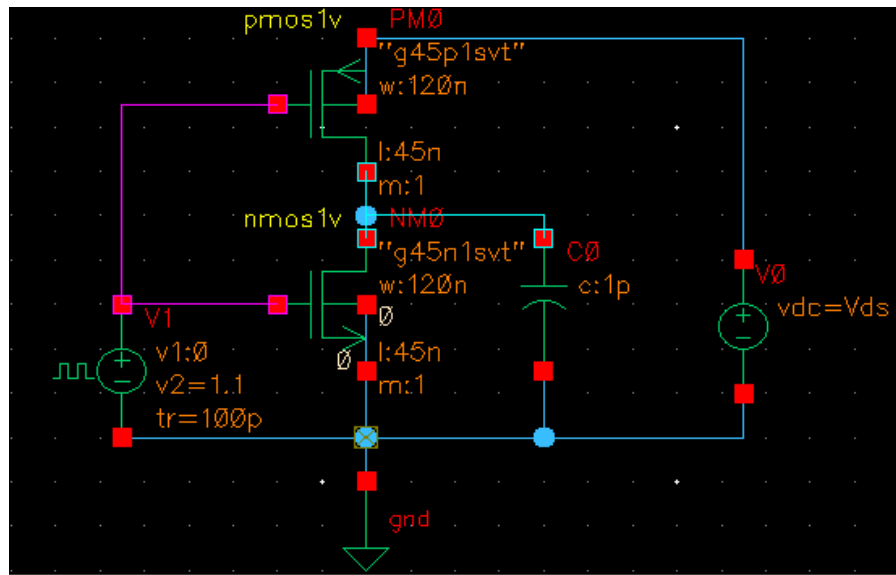 pmos1v
PM0
"g45p1svt"
w:120n
l:45n
m:1
nmos1v
NM0
"g45n1svt"
w:120n
0
0
l:45n
m:1
C0
c:1p
V0
vdc=Vds
V1
v1:0
v2=1.1
tr=100p
gnd